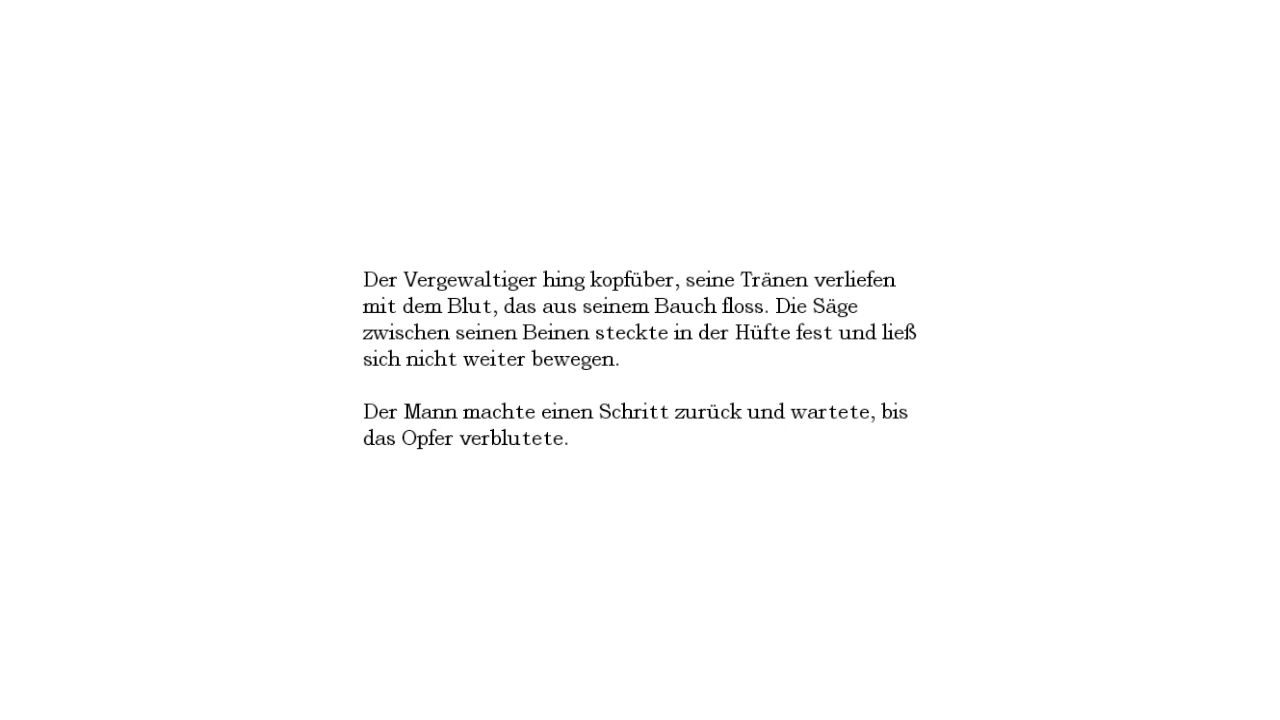 Der Vergewaltiger hing kopfüber, seine Tränen verliefen
mit dem Blut, das aus seinem Bauch floss. Die Säge
zwischen seinen Beinen steckte in der Hüfte fest und ließ
sich nicht weiter bewegen.

Der Mann machte einen Schritt zurück und wartete, bis
das Opfer verblutete.